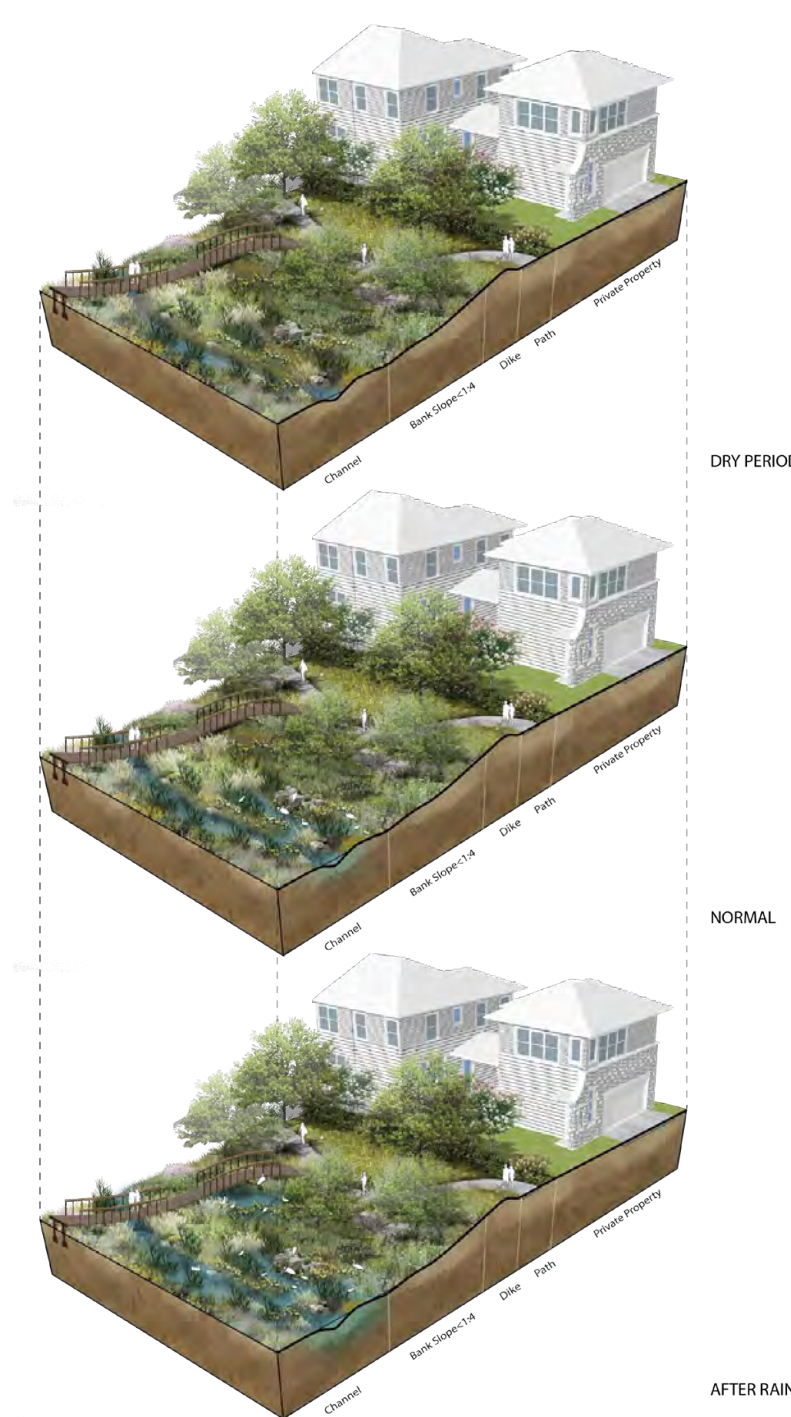 Private Property
Path
Dike
Bank Slope<1:4
Channel
DRY PERIOD
Private Property
Path
Dike
Bank Slope<1:4
Channel
NORMAL
Private Property
Path
Dike
Bank Slope<1:4
Channel
AFTER RAIN